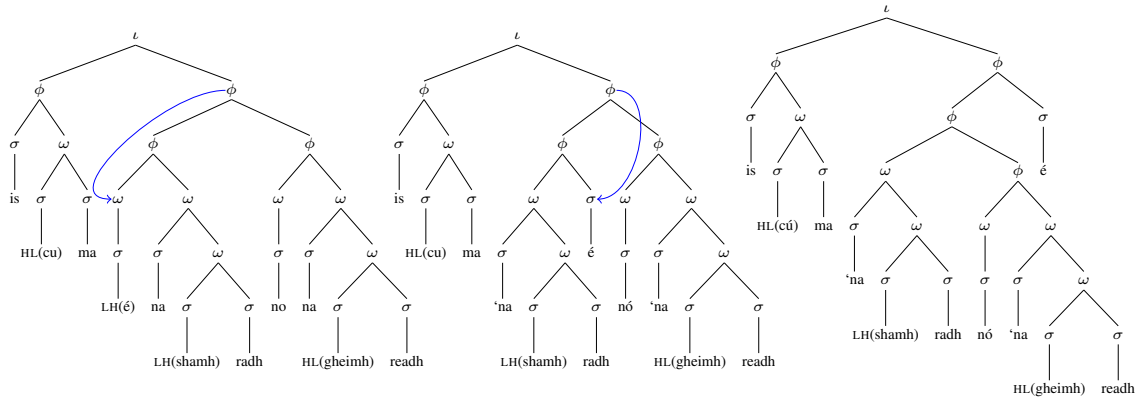 ι
ϕ ϕ
σ ω ϕ ϕ
is σ σ ω ω ω ω
HL(cu) ma σ σ ω σ σ ω
LH(é) na σ σ no na σ σ
LH(shamh) radh HL(gheimh) readh
ι
ϕ ϕ
σ ω ϕ ϕ
is σ σ ω σ ω ω
HL(cu) ma σ ω é σ σ ω
‘na σ σ nó ‘na σ σ
LH(shamh) radh HL(gheimh) readh
ι
ϕ ϕ
σ ω ϕ σ
is σ σ ω ϕ é
HL(cú) ma σ ω ω ω
‘na σ σ σ σ ω
LH(shamh) radh nó ‘na σ σ
HL(gheimh) readh